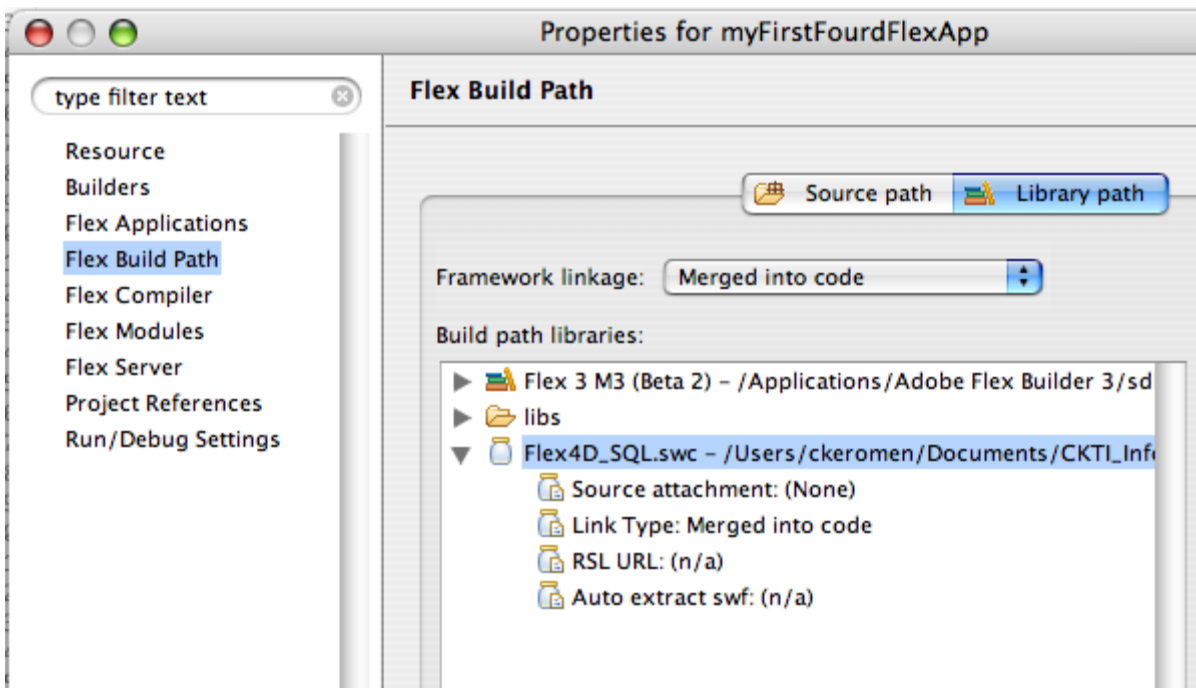 Properties for myFirstFourdFlexApp
type filter text
Resource
Builders
Flex Applications
Flex Build Path
Flex Compiler
Flex Modules
Flex Server
Project References
Run/Debug Settings
Flex Build Path
Source path
Library path
Framework linkage: Merged into code
Build path libraries:
Flex 3 M3 (Beta 2) – /Applications/Adobe Flex Builder 3/sd
libs
Flex4D_SQL.swc – /Users/ckeromen/Documents/CKTI_Info
Source attachment: (None)
Link Type: Merged into code
RSL URL: (n/a)
Auto extract swf: (n/a)